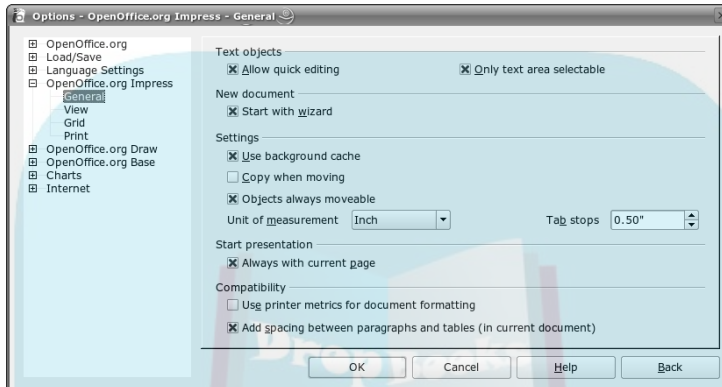 Options - OpenOffice.org Impress - General
OpenOffice.org
Load/Save
Language Settings
OpenOffice.org Impress
General
View
Grid
Print
OpenOffice.org Draw
OpenOffice.org Base
Charts
Internet
Text objects
Allow quick editing
Only text area selectable
New document
Start with wizard
Settings
Use background cache
Copy when moving
Objects always moveable
Unit of measurement Inch Tab stops 0.50"
Start presentation
Always with current page
Compatibility
Use printer metrics for document formatting
Add spacing between paragraphs and tables (in current document)
DropBooks
OK Cancel Help Back